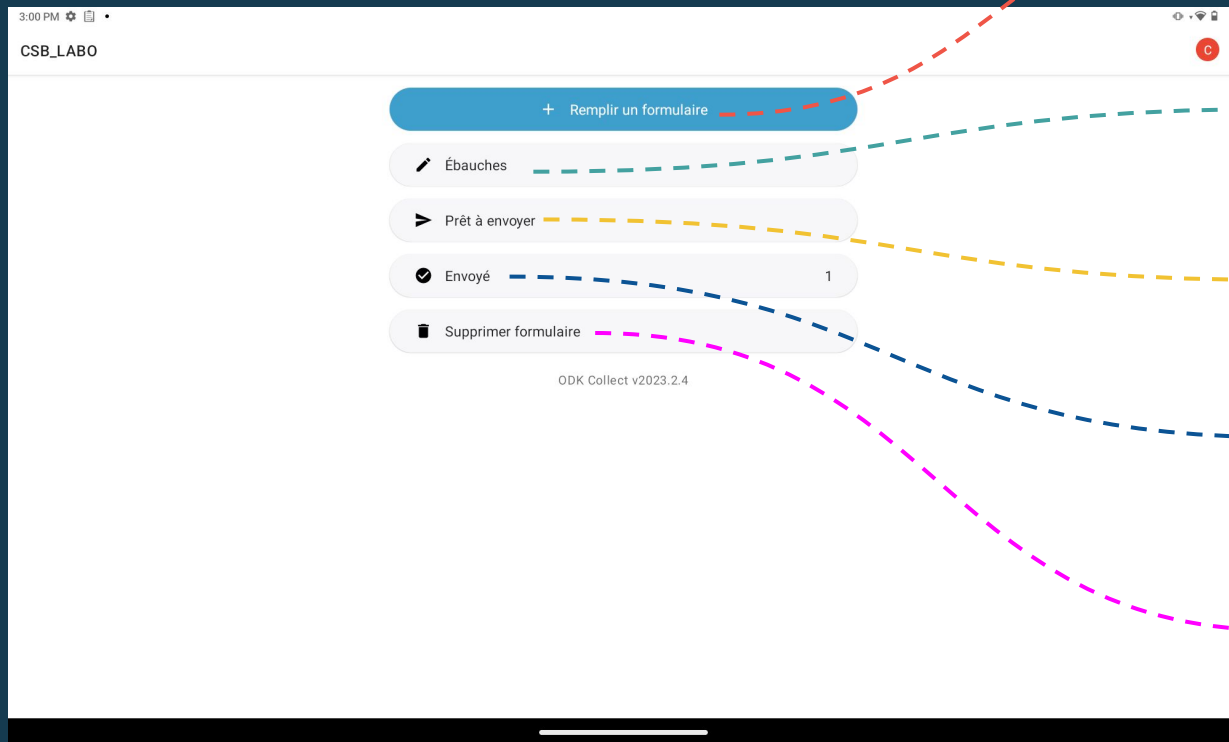 3:00 PM
CSB_LABO
C
+ Remplir un formulaire
Ébauches
Prêt à envoyer
Envoyé 1
Supprimer formulaire
ODK Collect v2023.2.4